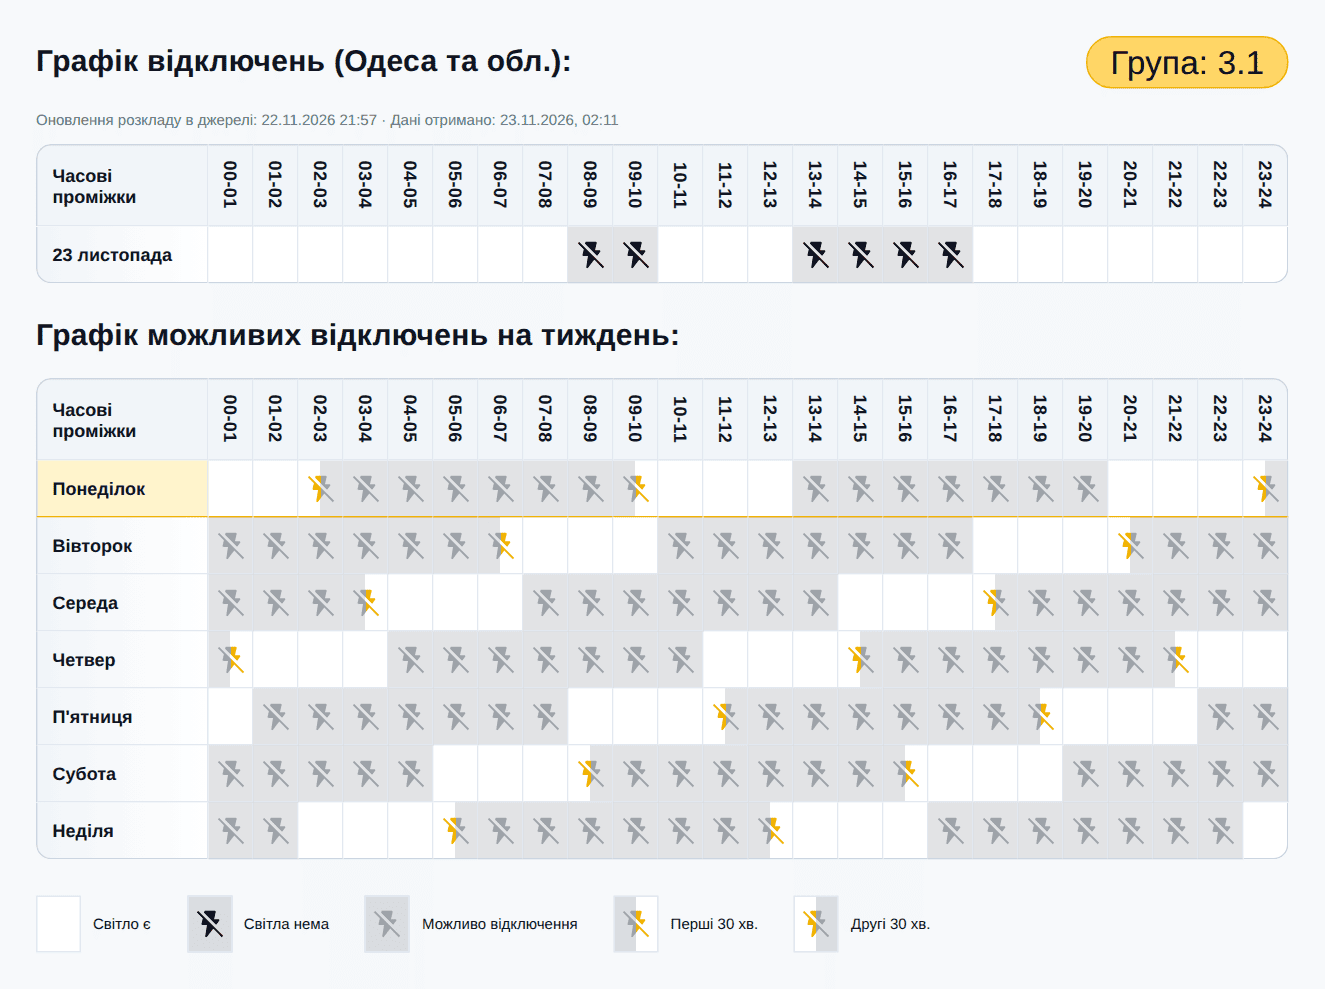 Графік відключень (Одеса та обл.):
Група: 3.1
Оновлення розкладу в джерелі: 22.11.2026 21:57 · Дані отримано: 23.11.2026, 02:11
Часові проміжки 00-01 01-02 02-03 03-04 04-05 05-06 06-07 07-08 08-09 09-10 10-11 11-12 12-13 13-14 14-15 15-16 16-17 17-18 18-19 19-20 20-21 21-22 22-23 23-24
23 листопада
Графік можливих відключень на тиждень:
Часові проміжки 00-01 01-02 02-03 03-04 04-05 05-06 06-07 07-08 08-09 09-10 10-11 11-12 12-13 13-14 14-15 15-16 16-17 17-18 18-19 19-20 20-21 21-22 22-23 23-24
Понеділок
Вівторок
Середа
Четвер
П'ятниця
Субота
Неділя
Світло є Світла нема Можливо відключення Перші 30 хв. Другі 30 хв.